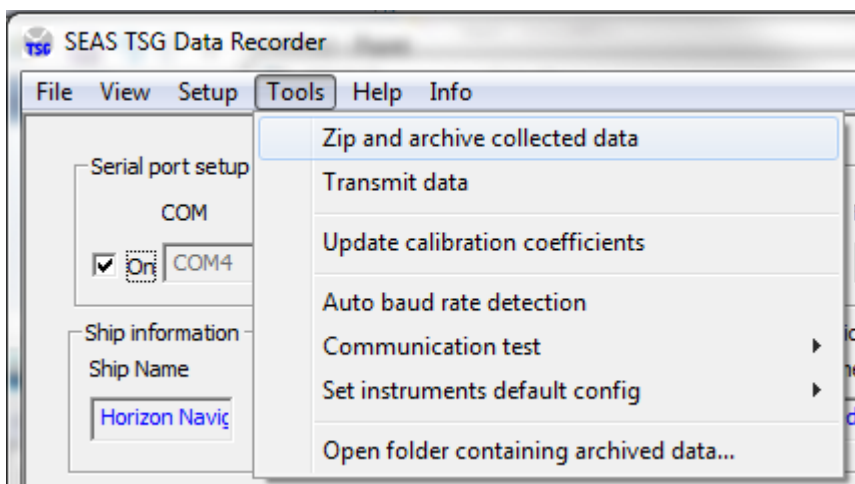 TSG SEAS TSG Data Recorder
File View Setup Tools Help Info
Zip and archive collected data
Serial port setup
Transmit data
COM
Update calibration coefficients
On COM4
Auto baud rate detection
Ship information
Communication test
Ship Name
Set instruments default config
Horizon
Open folder containing archived data...